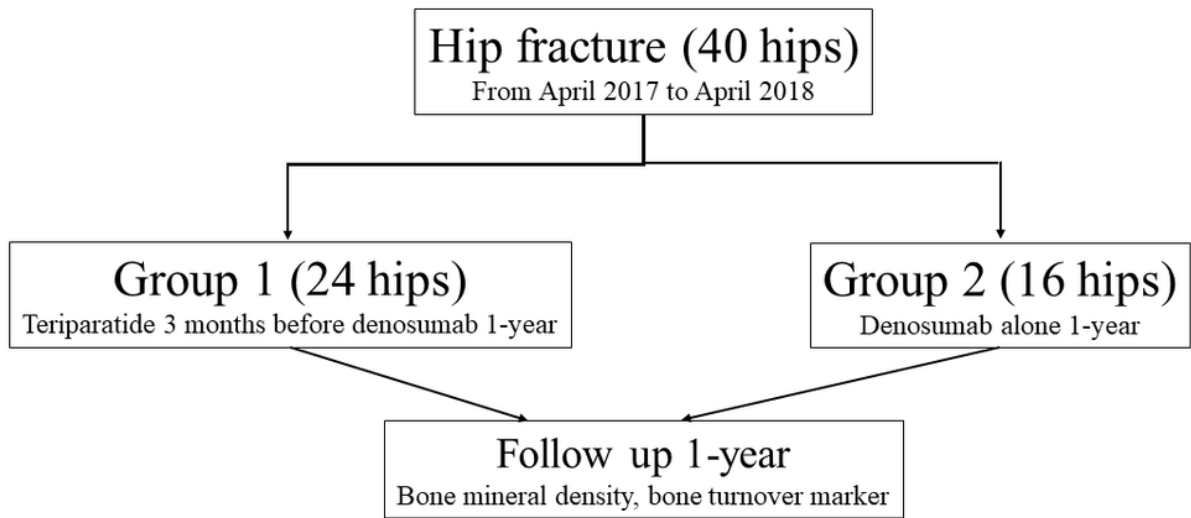 Hip fracture (40 hips)
From April 2017 to April 2018
Group 1 (24 hips)
Teriparatide 3 months before denosumab 1-year
Group 2 (16 hips)
Denosumab alone 1-year
Follow up 1-year
Bone mineral density, bone turnover marker